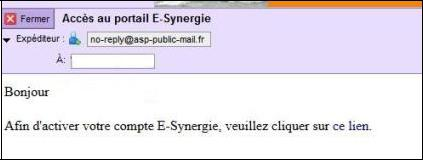 Fermer Accès au portail E-Synergie
Expéditeur : no-reply@asp-public-mail.fr
À:
Bonjour
Afin d'activer votre compte E-Synergie, veuillez cliquer sur ce lien.